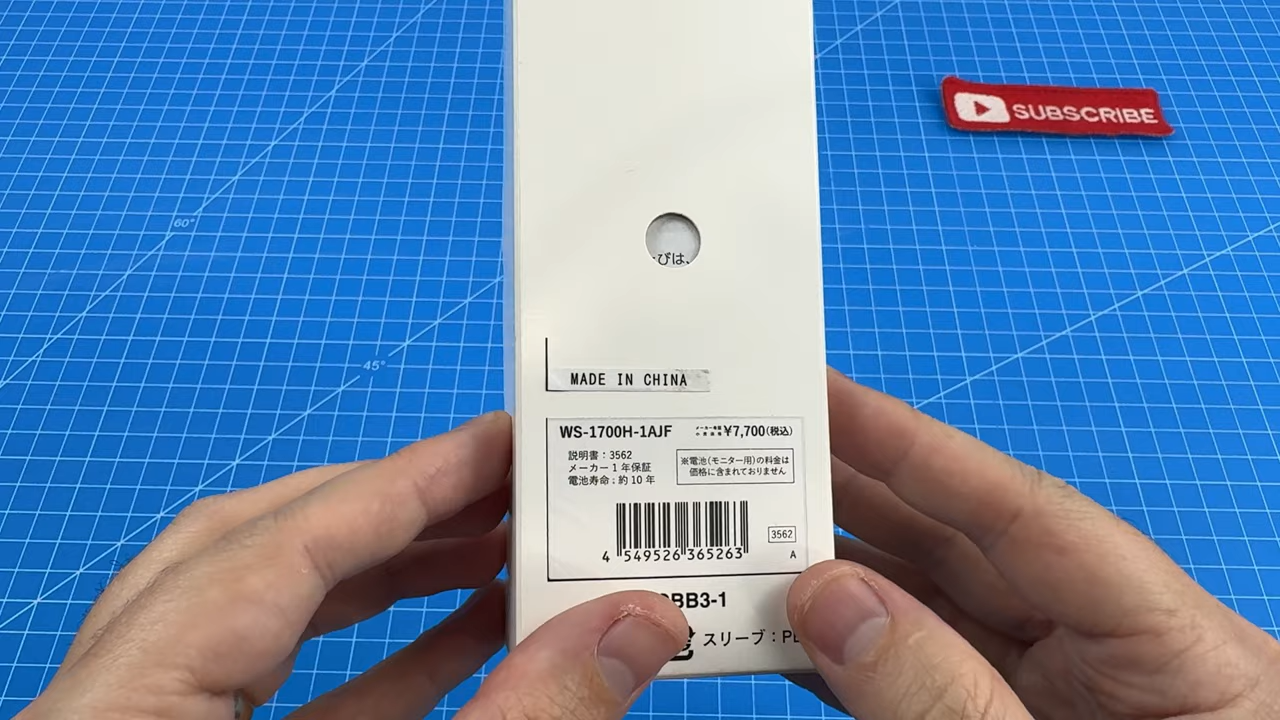 SUBSCRIBE
60°
びは、
45°
MADE IN CHINA
WS-1700H-1AJF ¥7,700(税込)
説明書:3562
メーカー1年保証
電池寿命:約10年
※電池(モニター用)の料金は
価格に含まれておりません
3562
4 549526 365263 A
BB3-1
スリーブ: